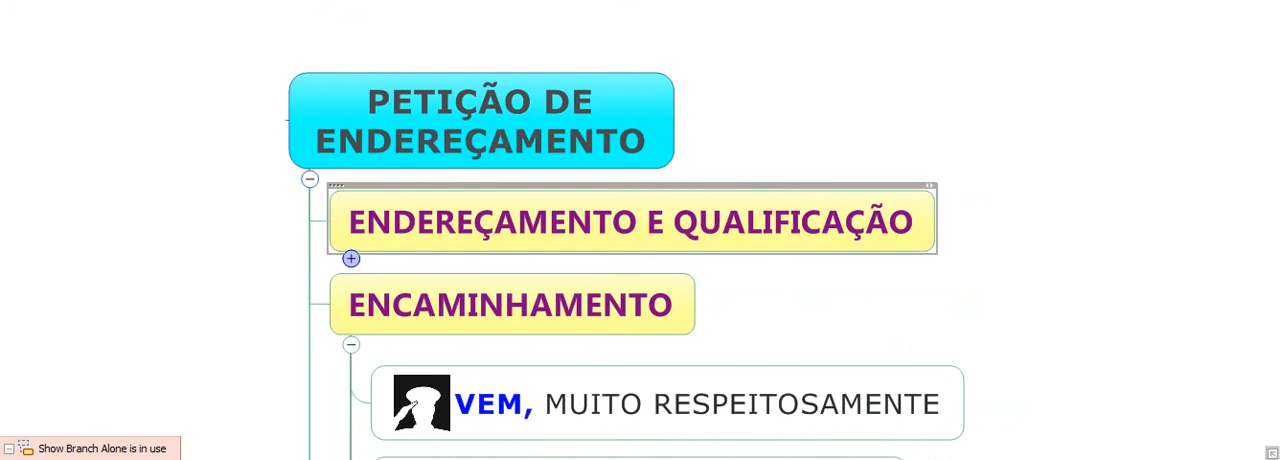 PETIÇÃO DE
ENDEREÇAMENTO
ENDEREÇAMENTO E QUALIFICAÇÃO
ENCAMINHAMENTO
VEM, MUITO RESPEITOSAMENTE
Show Branch Alone is in use